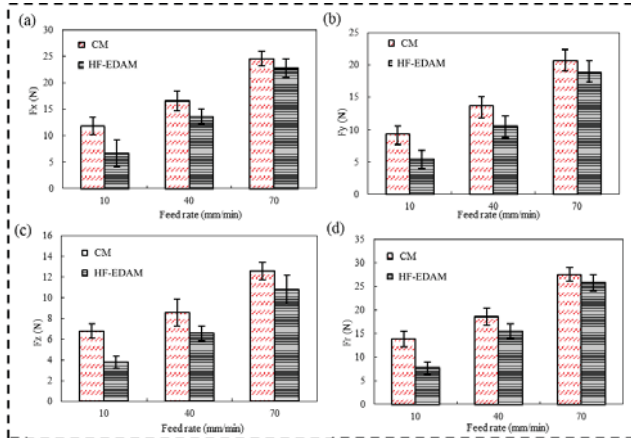 (a)
30
25
20
15
10
5
0
Fx (N)
CM
HF-EDAM
10 40 70
Feed rate (mm/min)
(b)
25
20
15
10
5
0
Fy (N)
CM
HF-EDAM
10 40 70
Feed rate (mm/min)
(c)
16
14
12
10
8
6
4
2
0
Fz (N)
CM
HF-EDAM
10 40 70
Feed rate (mm/min)
(d)
35
30
25
20
15
10
5
0
Fr (N)
CM
HF-EDAM
10 40 70
Feed rate (mm/min)